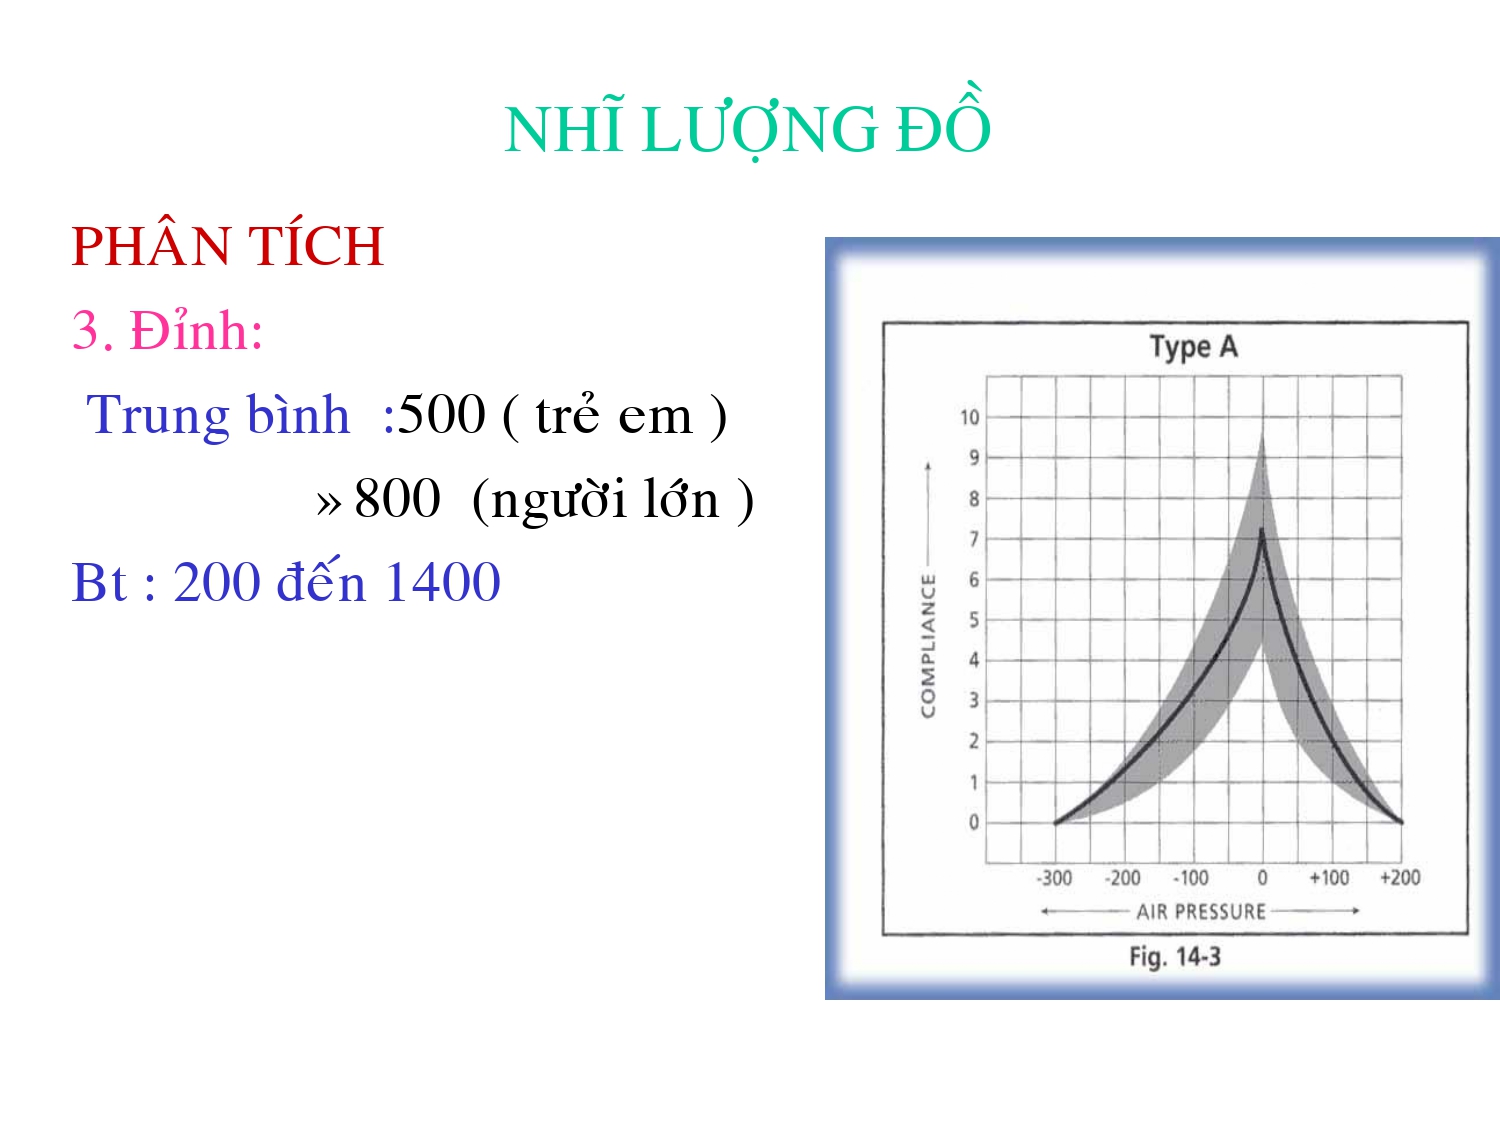 NHĨ LƯỢNG ĐỒ
PHÂN TÍCH
3. Đỉnh:
Trung bình :500 ( trẻ em )
» 800 (người lớn )
Bt : 200 đến 1400
Type A
10
9
8
7
6
5
4
3
2
1
0
COMPLIANCE
-300 -200 -100 0 +100 +200
AIR PRESSURE
Fig. 14-3